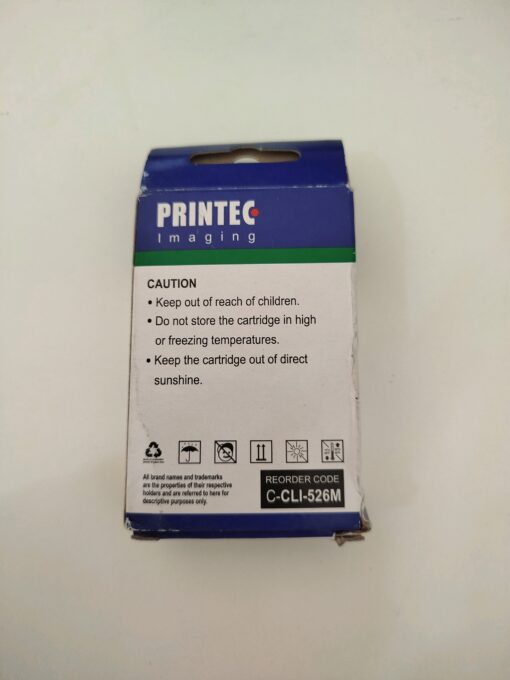 PRINTEC
Imaging
CAUTION
• Keep out of reach of children.
• Do not store the cartridge in high
or freezing temperatures.
• Keep the cartridge out of direct
sunshine.
All brand names and trademarks
are the properties of their respective
holders and are referred to here for
descriptive purposes only.
REORDER CODE
C-CLI-526M